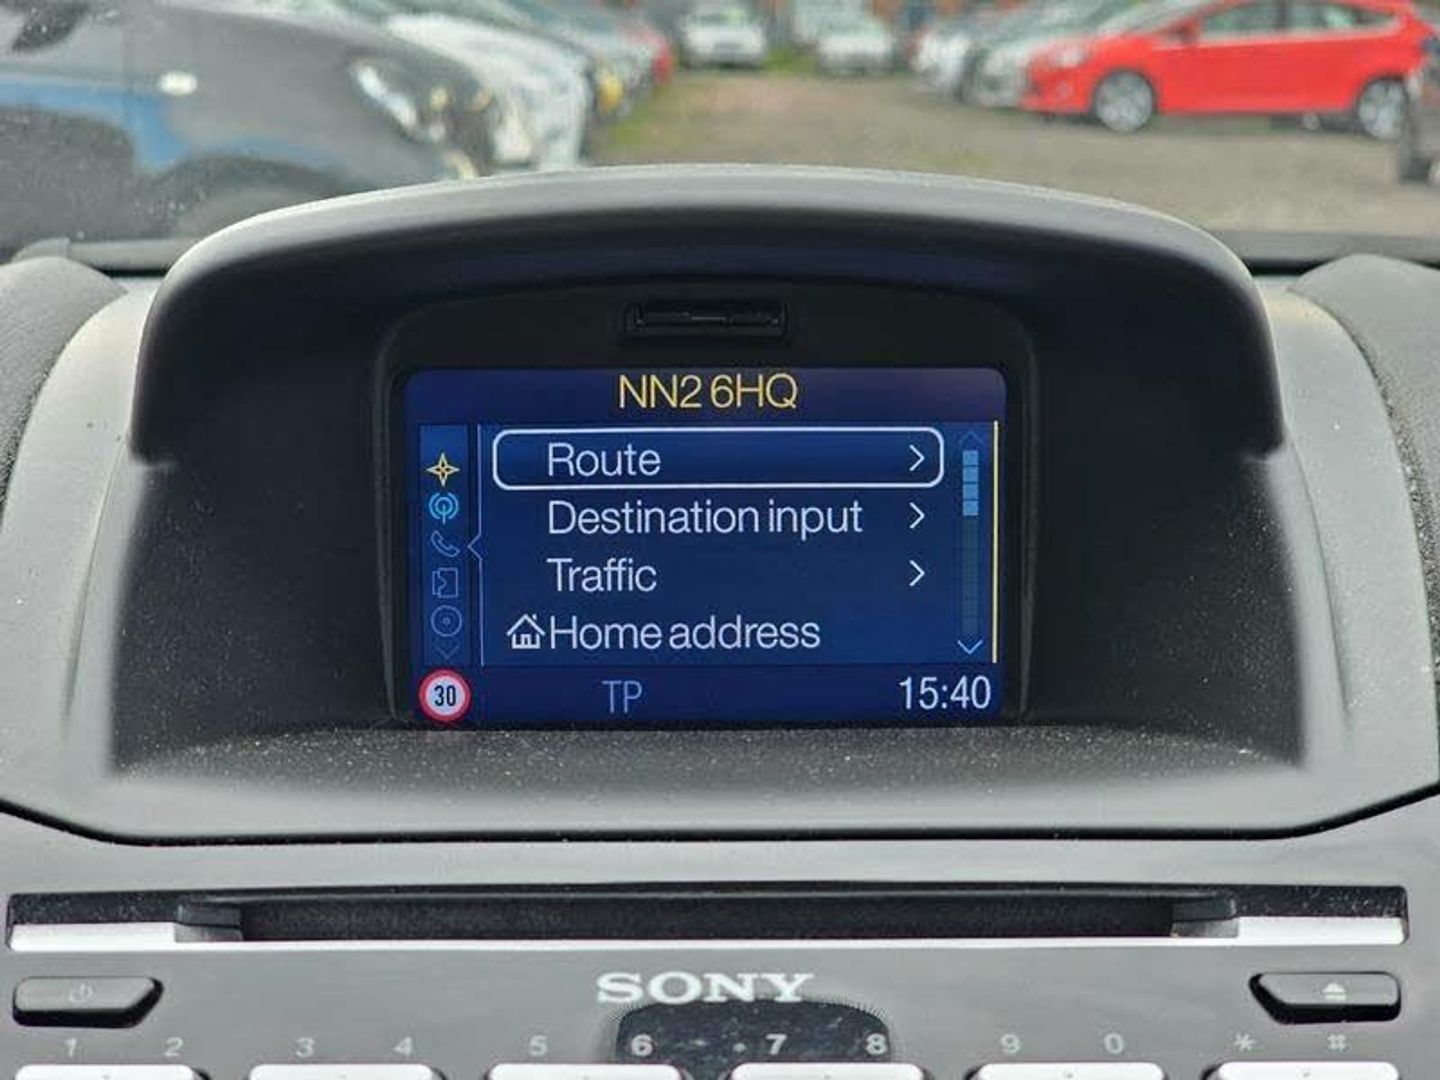 NN2 6HQ
Route
Destination input
Traffic
Home address
30 TP 15:40
SONY
1 2 3 4 5 6 7 8 9 0 * #